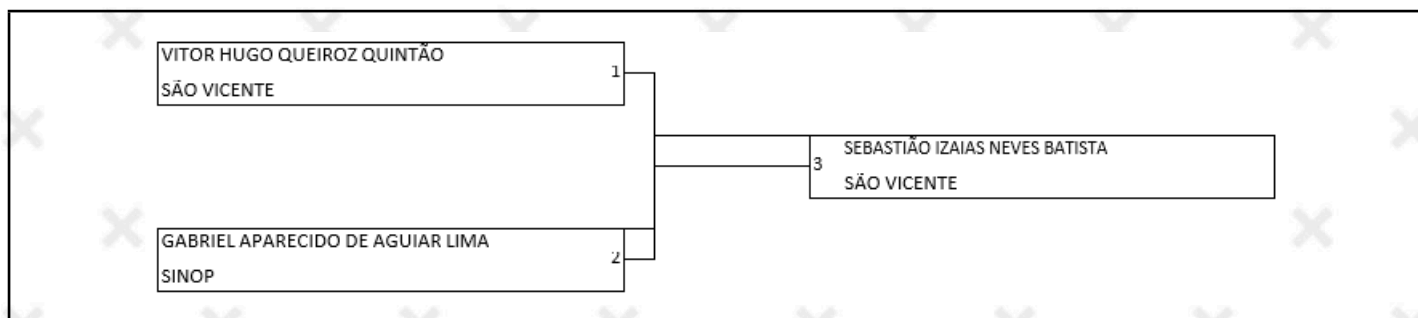 VITOR HUGO QUEIROZ QUINTÃO
1
SÃO VICENTE
SEBASTIÃO IZAIAS NEVES BATISTA
3
SÃO VICENTE
GABRIEL APARECIDO DE AGUIAR LIMA
2
SINOP